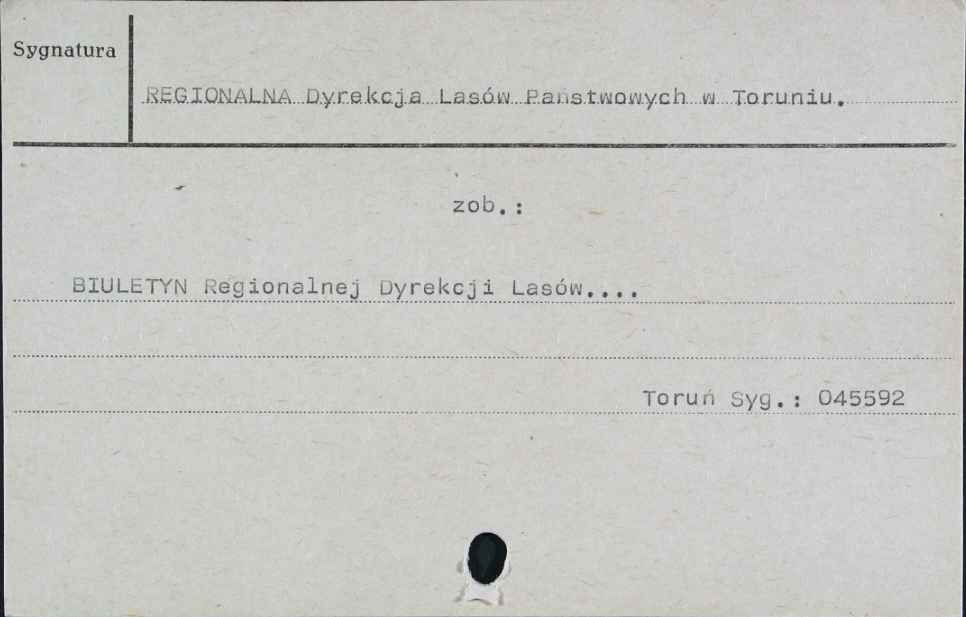 Sygnatura
REGIONALNA Dyrekcja Lasów Państwowych w Toruniu.
zob.:
BIULETYN Regionalnej Dyrekcji Lasów....
Toruń Syg.: 045592